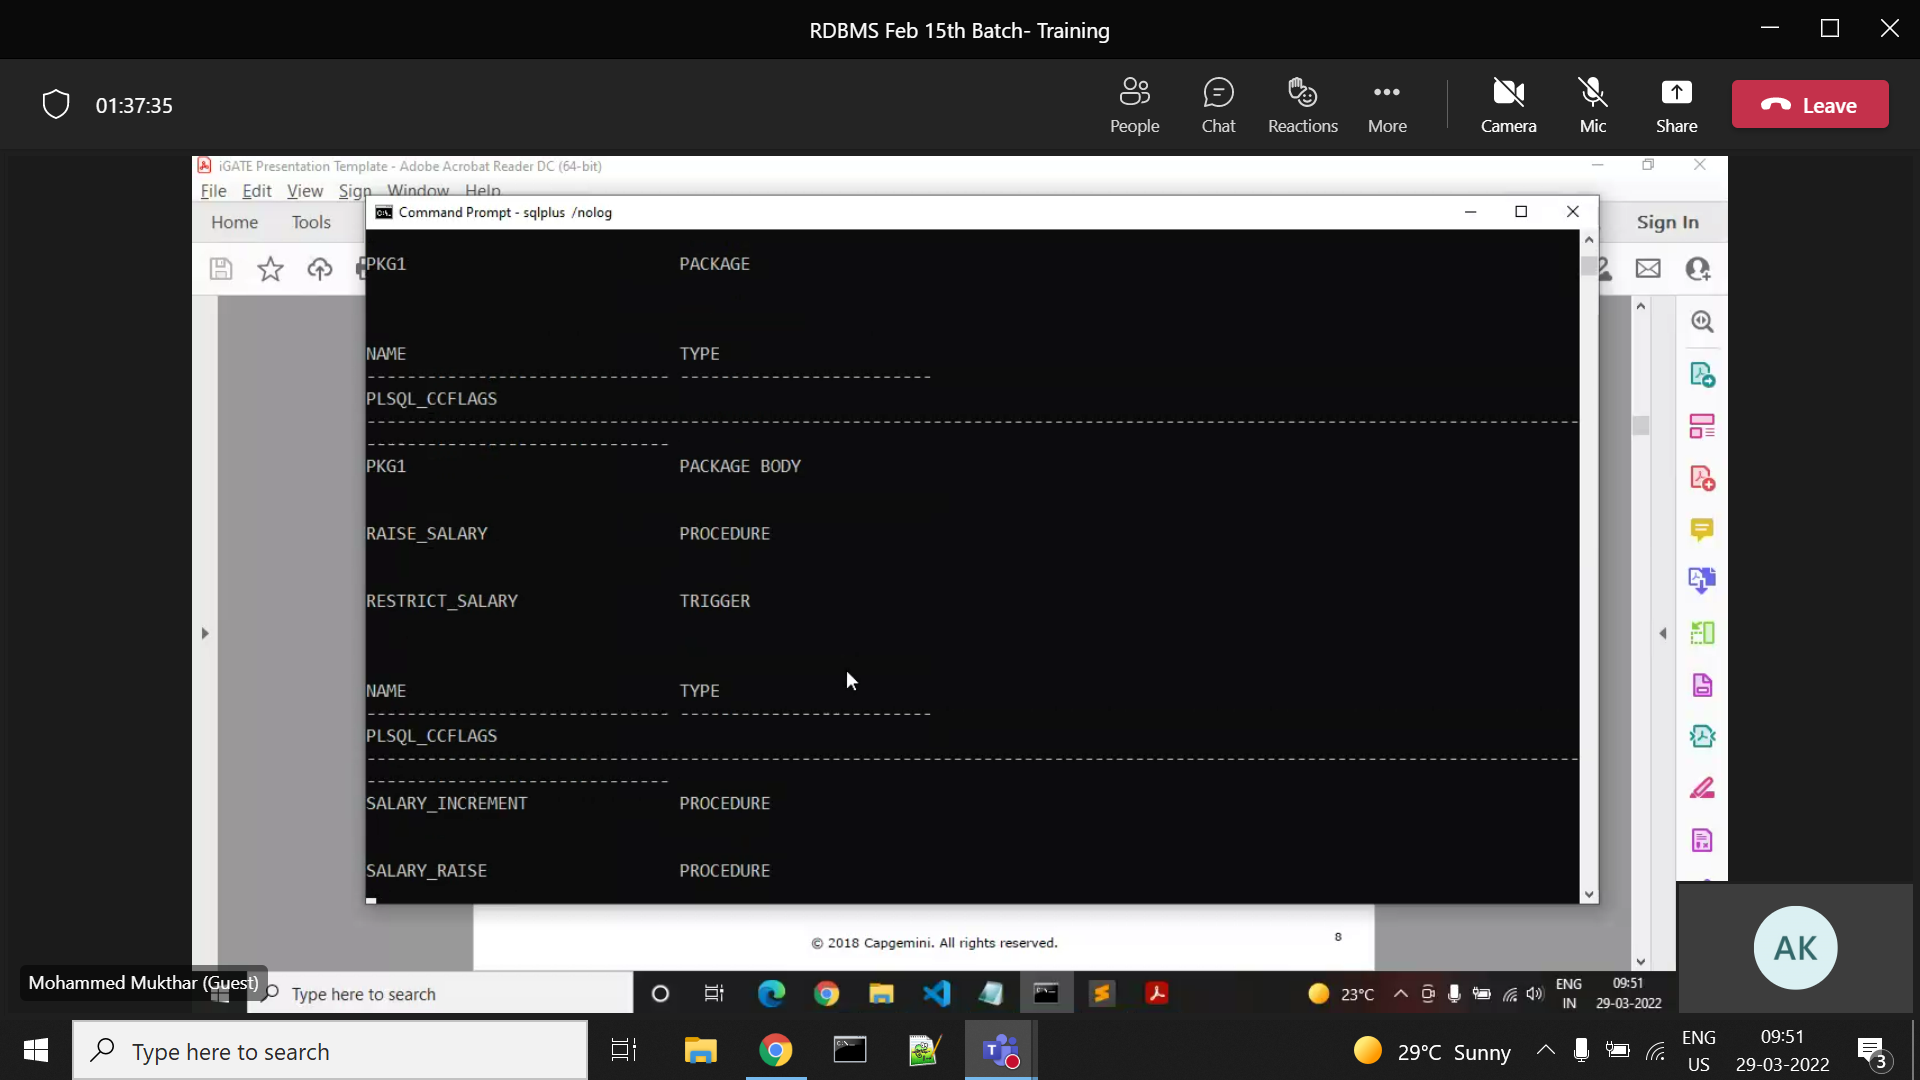 RDBMS Feb 15th Batch- Training
01:37:35
People
Chat
Reactions
More
Camera
Mic
Share
Leave
iGATE Presentation Template - Adobe Acrobat Reader DC (64-bit)
File Edit View Sign Window Help
Home Tools
Sign In
Command Prompt - sqlplus /nolog
PKG1 PACKAGE
NAME TYPE
------------------------------ -------------------------
PLSQL_CCFLAGS
------------------------------------------------------------------------------------------------------------------------
------------------------------
PKG1 PACKAGE BODY
RAISE_SALARY PROCEDURE
RESTRICT_SALARY TRIGGER
NAME TYPE
------------------------------ -------------------------
PLSQL_CCFLAGS
------------------------------------------------------------------------------------------------------------------------
------------------------------
SALARY_INCREMENT PROCEDURE
SALARY_RAISE PROCEDURE
© 2018 Capgemini. All rights reserved.
8
AK
Mohammed Mukthar (Guest)
Type here to search
23°C
ENG
IN
09:51
29-03-2022
Type here to search
29°C Sunny
ENG
US
09:51
29-03-2022
3